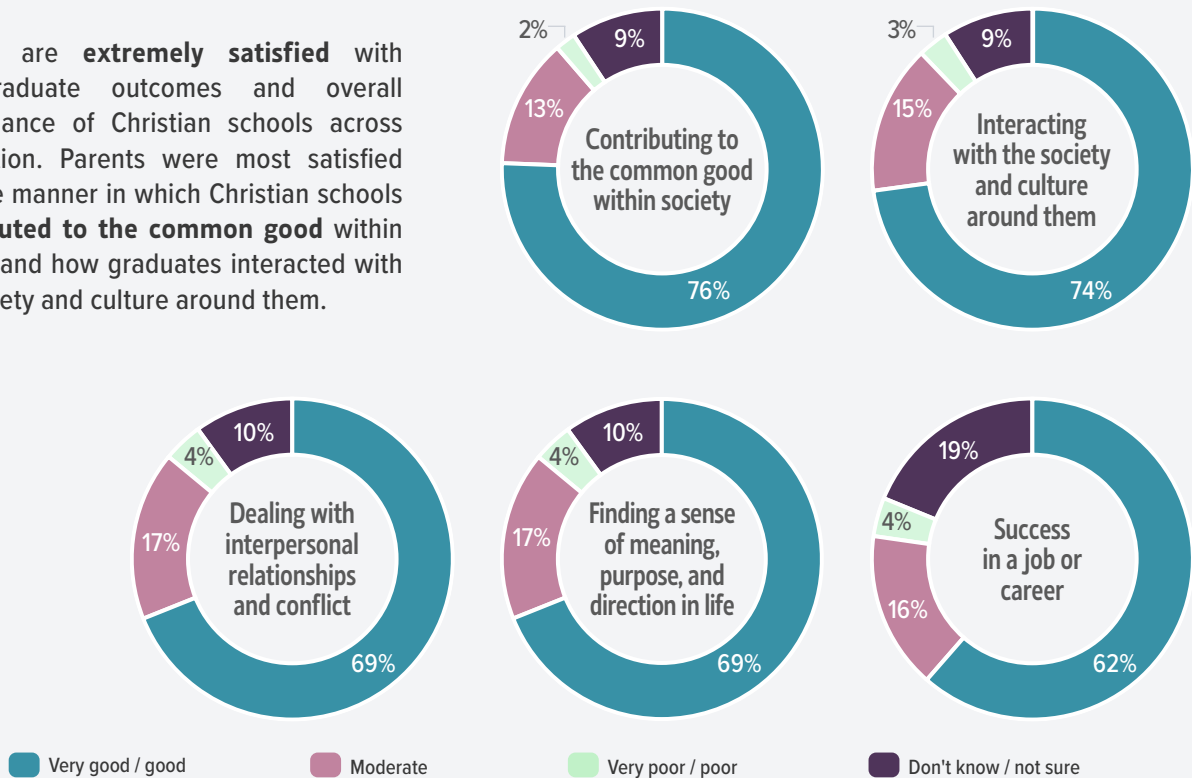 are extremely satisfied with
raduate outcomes and overall
ance of Christian schools across
ion. Parents were most satisfied
e manner in which Christian schools
uted to the common good within
and how graduates interacted with
ety and culture around them.
2%
9%
13%
Contributing to
the common good
within society
76%
3%
9%
15%
Interacting
with the society
and culture
around them
74%
10%
4%
17%
Dealing with
interpersonal
relationships
and conflict
69%
10%
4%
17%
Finding a sense
of meaning,
purpose, and
direction in life
69%
19%
4%
16%
Success
in a job or
career
62%
Very good / good
Moderate
Very poor / poor
Don't know / not sure